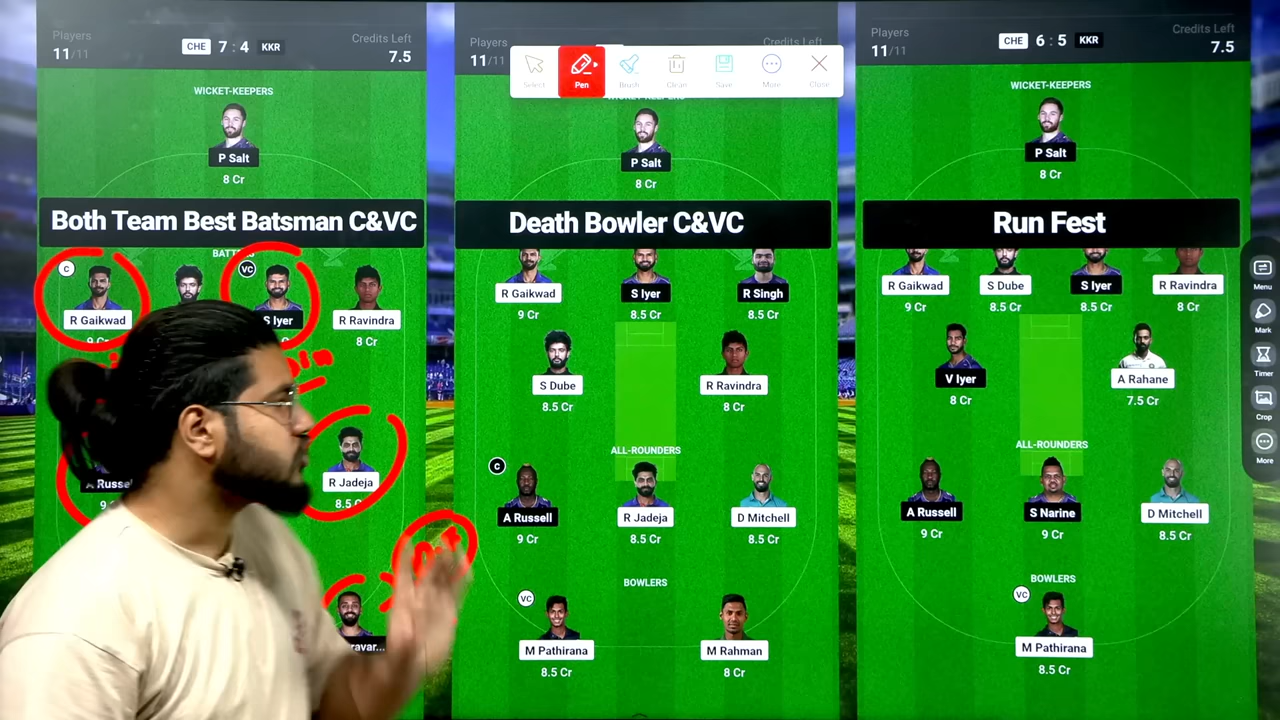 Players
11/11
CHE 7 : 4 KKR
Credits Left
7.5
WICKET-KEEPERS
P Salt
8 Cr
Both Team Best Batsman C&VC
C
VC
R Gaikwad
S Iyer
R Ravindra
8 Cr
A Russell
R Jadeja
8.5
Players
11/11
Credits Left
Select
Pen
Brush
Clean
Save
More
Close
WICKET-KEEPERS
P Salt
8 Cr
Death Bowler C&VC
R Gaikwad
S Iyer
R Singh
9 Cr
8.5 Cr
8.5 Cr
S Dube
R Ravindra
8.5 Cr
8 Cr
ALL-ROUNDERS
C
A Russell
R Jadeja
D Mitchell
9 Cr
8.5 Cr
8.5 Cr
BOWLERS
VC
M Pathirana
M Rahman
8.5 Cr
8 Cr
Players
11/11
CHE 6 : 5 KKR
Credits Left
7.5
WICKET-KEEPERS
P Salt
8 Cr
Run Fest
R Gaikwad
S Dube
S Iyer
R Ravindra
9 Cr
8.5 Cr
8.5 Cr
8 Cr
V Iyer
A Rahane
8 Cr
7.5 Cr
ALL-ROUNDERS
A Russell
S Narine
D Mitchell
9 Cr
9 Cr
8.5 Cr
BOWLERS
VC
M Pathirana
8.5 Cr
Menu
Mark
Timer
Crop
More